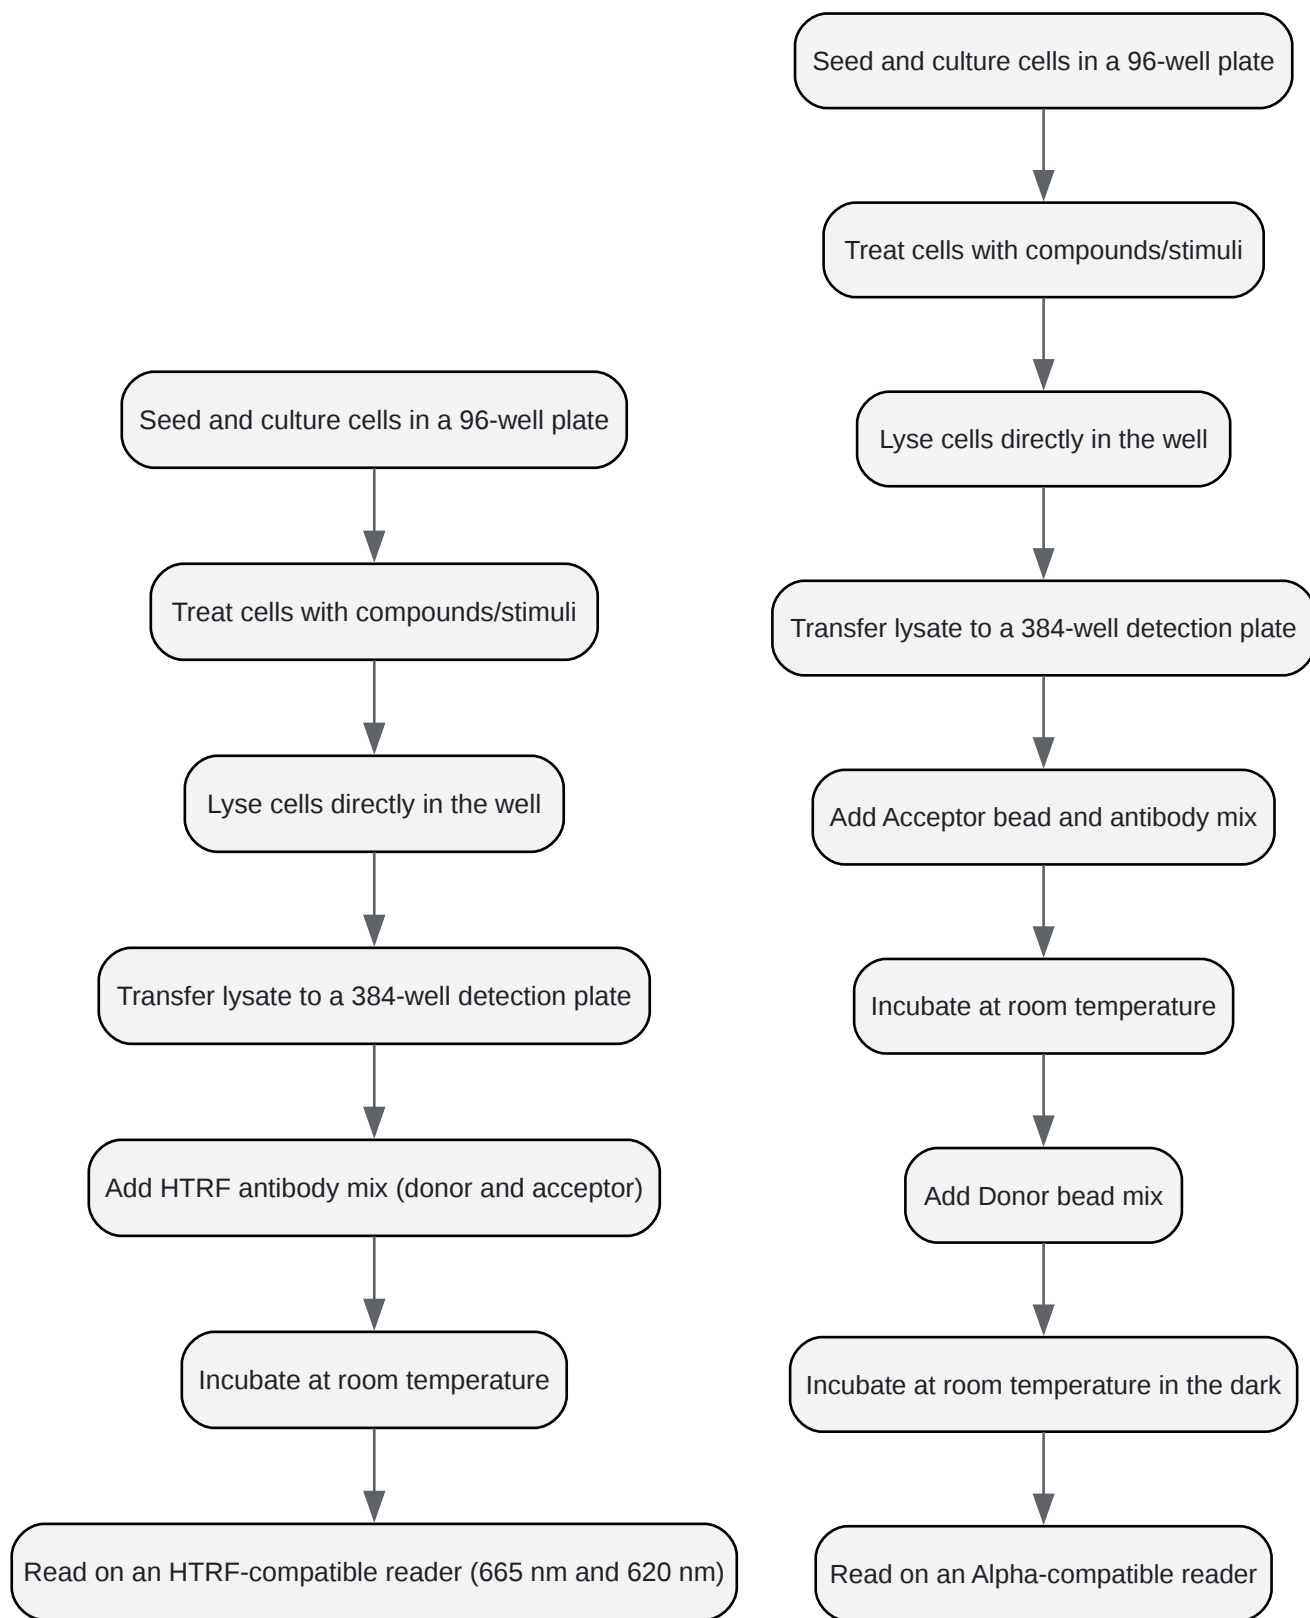 Seed and culture cells in a 96-well plate
Treat cells with compounds/stimuli
Lyse cells directly in the well
Transfer lysate to a 384-well detection plate
Add HTRF antibody mix (donor and acceptor)
Incubate at room temperature
Read on an HTRF-compatible reader (665 nm and 620 nm)
Seed and culture cells in a 96-well plate
Treat cells with compounds/stimuli
Lyse cells directly in the well
Transfer lysate to a 384-well detection plate
Add Acceptor bead and antibody mix
Incubate at room temperature
Add Donor bead mix
Incubate at room temperature in the dark
Read on an Alpha-compatible reader